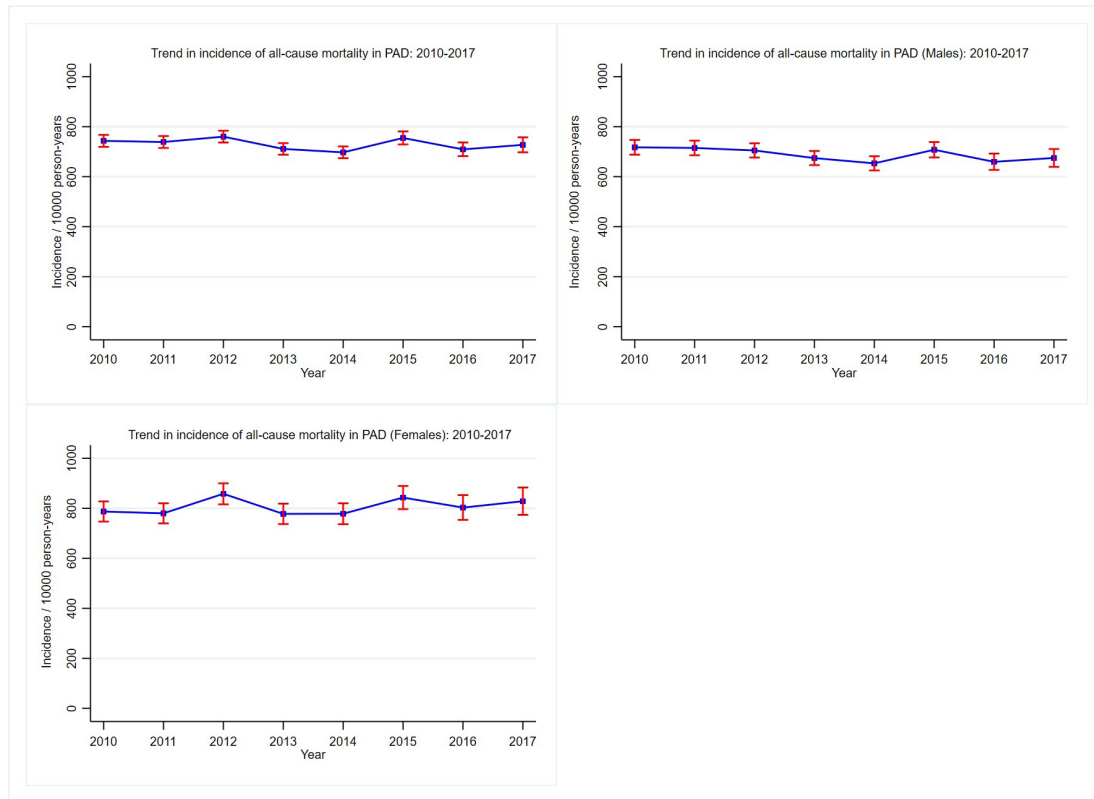 Trend in incidence of all-cause mortality in PAD: 2010-2017
Incidence / 10000 person-years
1000
800
600
400
200
0
2010 2011 2012 2013 2014 2015 2016 2017
Year
Trend in incidence of all-cause mortality in PAD (Males): 2010-2017
Incidence / 10000 person-years
1000
800
600
400
200
0
2010 2011 2012 2013 2014 2015 2016 2017
Year
Trend in incidence of all-cause mortality in PAD (Females): 2010-2017
Incidence / 10000 person-years
1000
800
600
400
200
0
2010 2011 2012 2013 2014 2015 2016 2017
Year